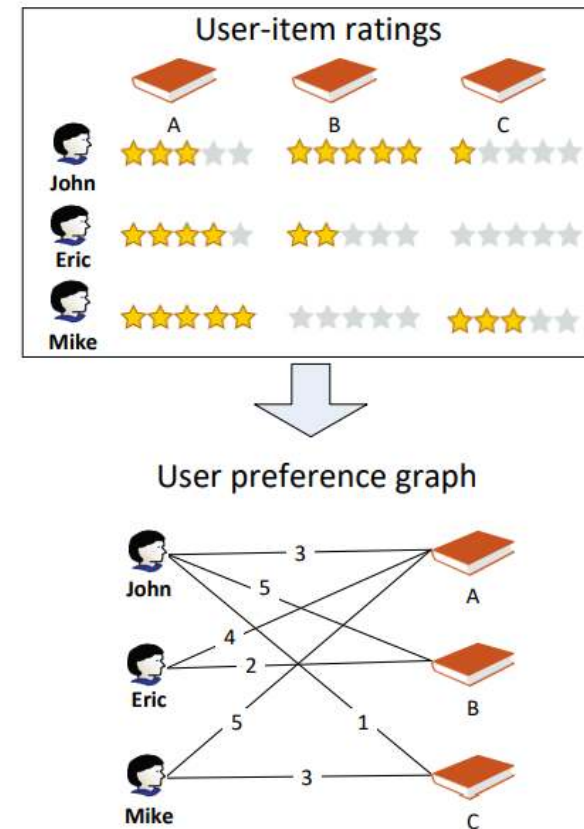 User-item ratings
A B C
John
Eric
Mike
User preference graph
John
3
A
5
4
Eric
2
B
5
1
Mike
3
C